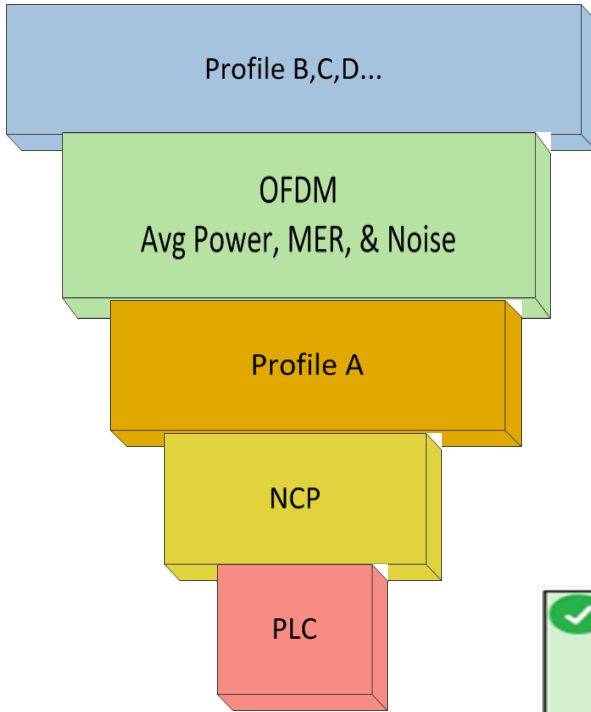 Profile B,C,D...
OFDM
Avg Power, MER, & Noise
Profile A
NCP
PLC